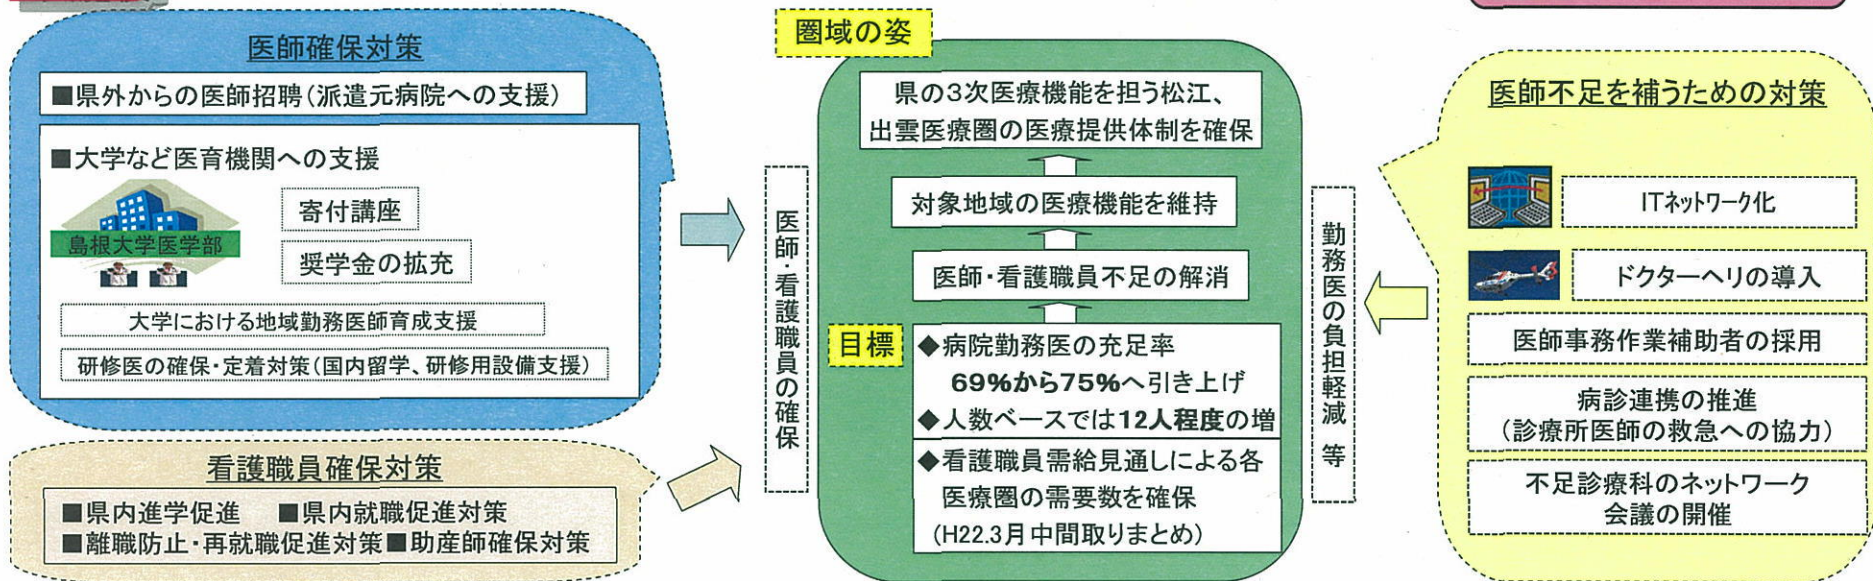 医師確保対策
■県外からの医師招聘(派遣元病院への支援)
■大学など医育機関への支援
島根大学医学部
寄付講座
奨学金の拡充
大学における地域勤務医師育成支援
研修医の確保・定着対策(国内留学、研修用設備支援)
看護職員確保対策
■県内進学促進 ■県内就職促進対策
■離職防止・再就職促進対策■助産師確保対策
医師・看護職員の確保
圏域の姿
県の3次医療機能を担う松江、
出雲医療圏の医療提供体制を確保
対象地域の医療機能を維持
医師・看護職員不足の解消
目標
◆病院勤務医の充足率
69%から75%へ引き上げ
◆人数ベースでは12人程度の増
◆看護職員需給見通しによる各
医療圏の需要数を確保
(H22.3月中間取りまとめ)
勤務医の負担軽減 等
医師不足を補うための対策
ITネットワーク化
ドクターヘリの導入
医師事務作業補助者の採用
病診連携の推進
(診療所医師の救急への協力)
不足診療科のネットワーク
会議の開催